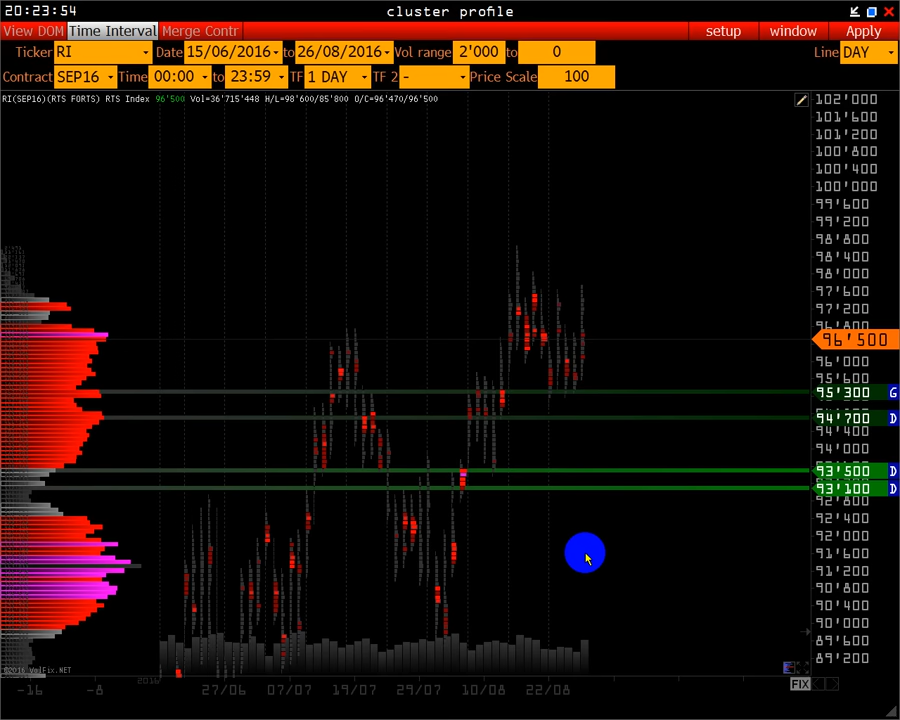 20:23:54 cluster profile
View DOM Time Interval Merge Contr setup window Apply
Ticker RI Date 15/06/2016 to 26/08/2016 Vol range 2'000 to 0 Line DAY
Contract SEP16 Time 00:00 to 23:59 TF 1 DAY TF 2 - Price Scale 100
RI(SEP16)(RTS FORTS) RTS Index 96'500 Vol=36'715'448 H/L=98'600/85'800 O/C=96'470/96'500
102'000
101'600
101'200
100'800
100'400
100'000
99'600
99'200
98'800
98'400
98'000
97'600
97'200
96'800
96'500
96'000
95'600
95'300 G
94'700 D
94'400
94'000
93'500 D
93'100 D
92'800
92'400
92'000
91'600
91'200
90'800
90'400
90'000
89'600
89'200
©2016 VolFix.NET
FIX
-16 -8 2016 27/06 07/07 19/07 29/07 10/08 22/08